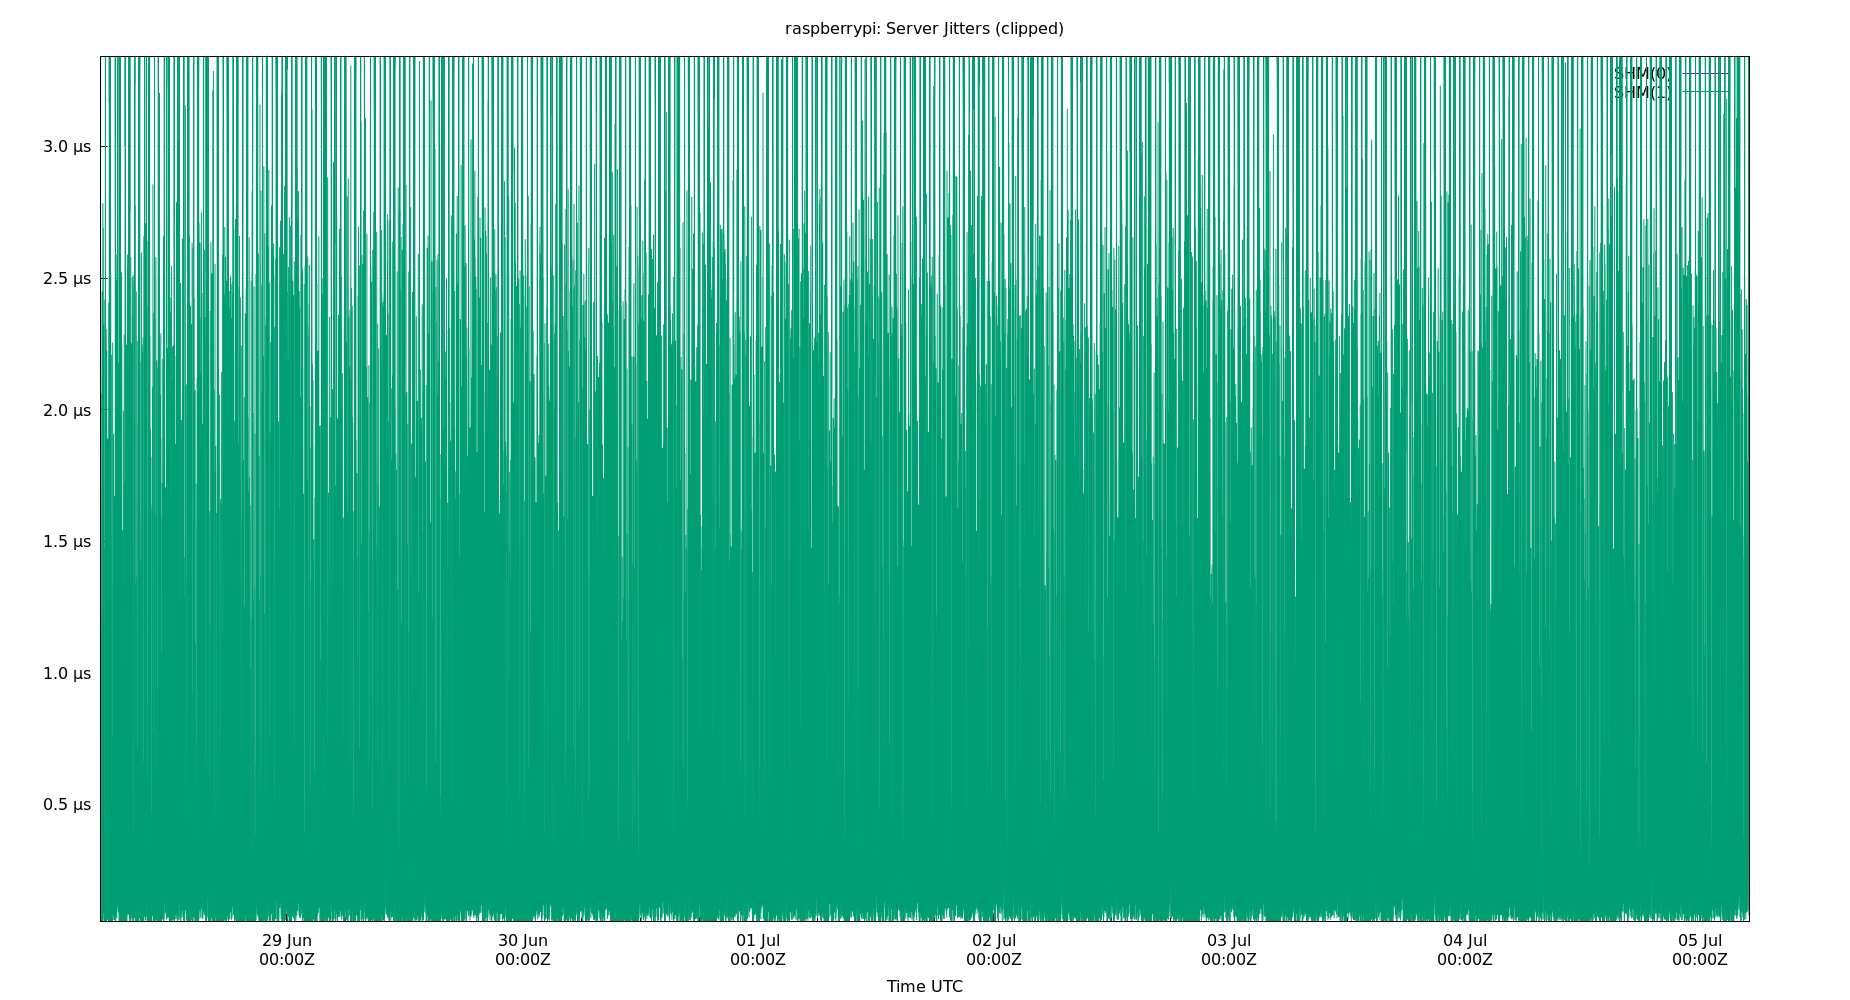 raspberrypi: Server Jitters (clipped)
SHM(0)
SHM(1)
3.0 µs
2.5 µs
2.0 µs
1.5 µs
1.0 µs
0.5 µs
29 Jun 30 Jun 01 Jul 02 Jul 03 Jul 04 Jul 05 Jul
00:00Z 00:00Z 00:00Z 00:00Z 00:00Z 00:00Z 00:00Z
Time UTC